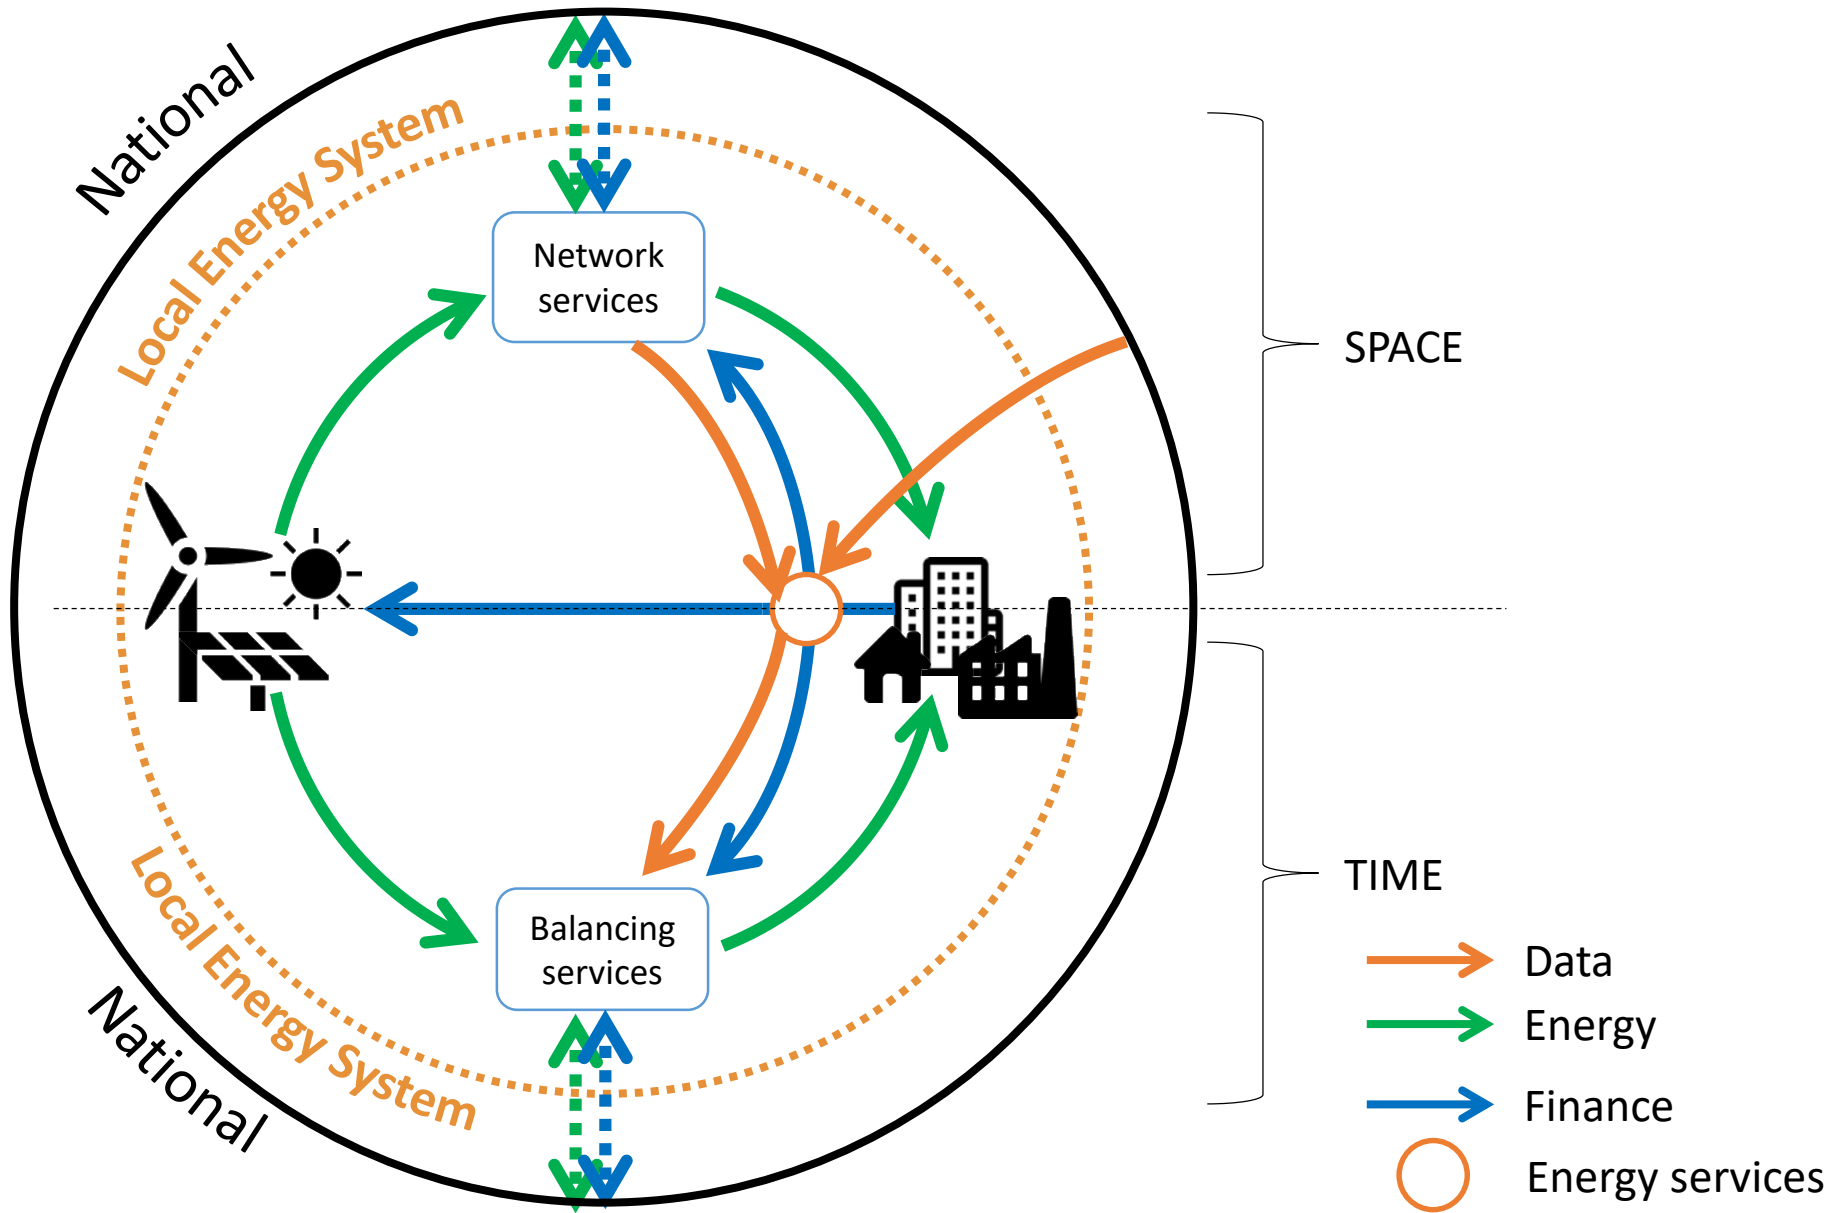 National
Local Energy System
Network
services
SPACE
Local Energy System
National
Balancing
services
TIME
Data
Energy
Finance
Energy services